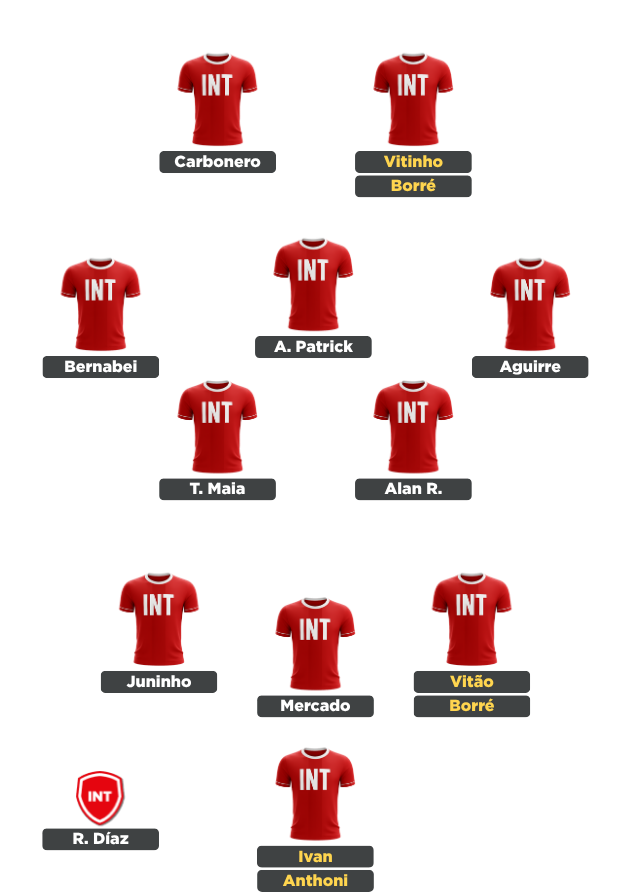 INT
INT
Carbonero
Vitinho
Borré
INT
INT
INT
A. Patrick
Bernabei
Aguirre
INT
INT
T. Maia
Alan R.
INT
INT
INT
Juninho
Vitão
Mercado
Borré
INT
INT
R. Díaz
Ivan
Anthoni